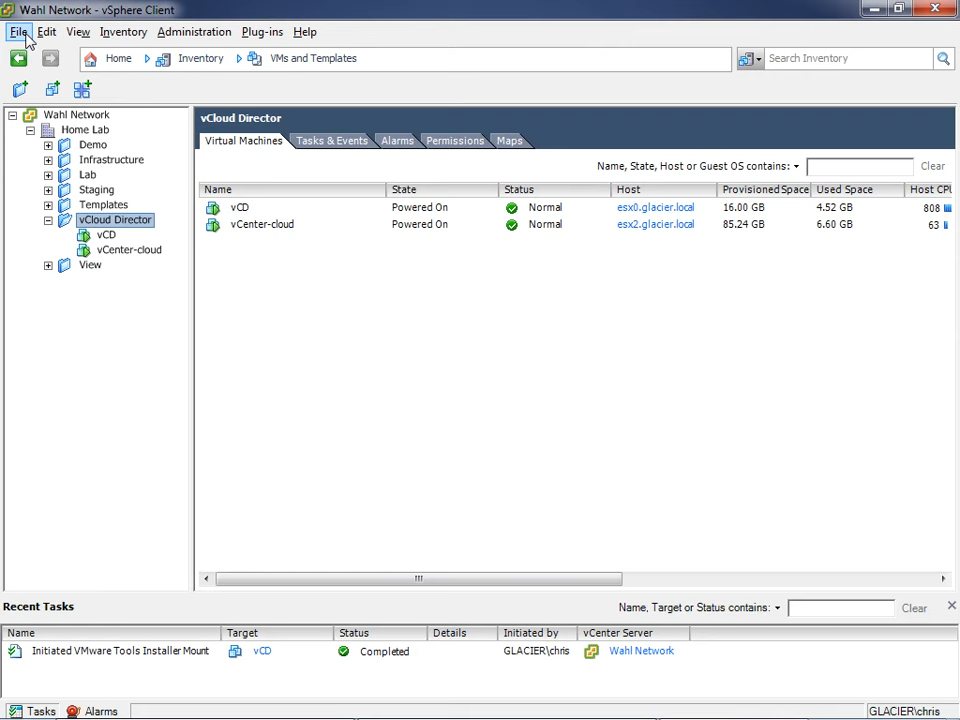 Wahl Network - vSphere Client
File Edit View Inventory Administration Plug-ins Help
Home Inventory VMs and Templates Search Inventory
Wahl Network
Home Lab
Demo
Infrastructure
Lab
Staging
Templates
vCloud Director
vCD
vCenter-cloud
View
vCloud Director
Virtual Machines Tasks & Events Alarms Permissions Maps
Name, State, Host or Guest OS contains: Clear
Name State Status Host Provisioned Space Used Space Host CPU
vCD Powered On Normal esx0.glacier.local 16.00 GB 4.52 GB 808
vCenter-cloud Powered On Normal esx2.glacier.local 85.24 GB 6.60 GB 63
Recent Tasks Name, Target or Status contains: Clear
Name Target Status Details Initiated by vCenter Server
Initiated VMware Tools Installer Mount vCD Completed GLACIER\chris Wahl Network
Tasks Alarms GLACIER\chris